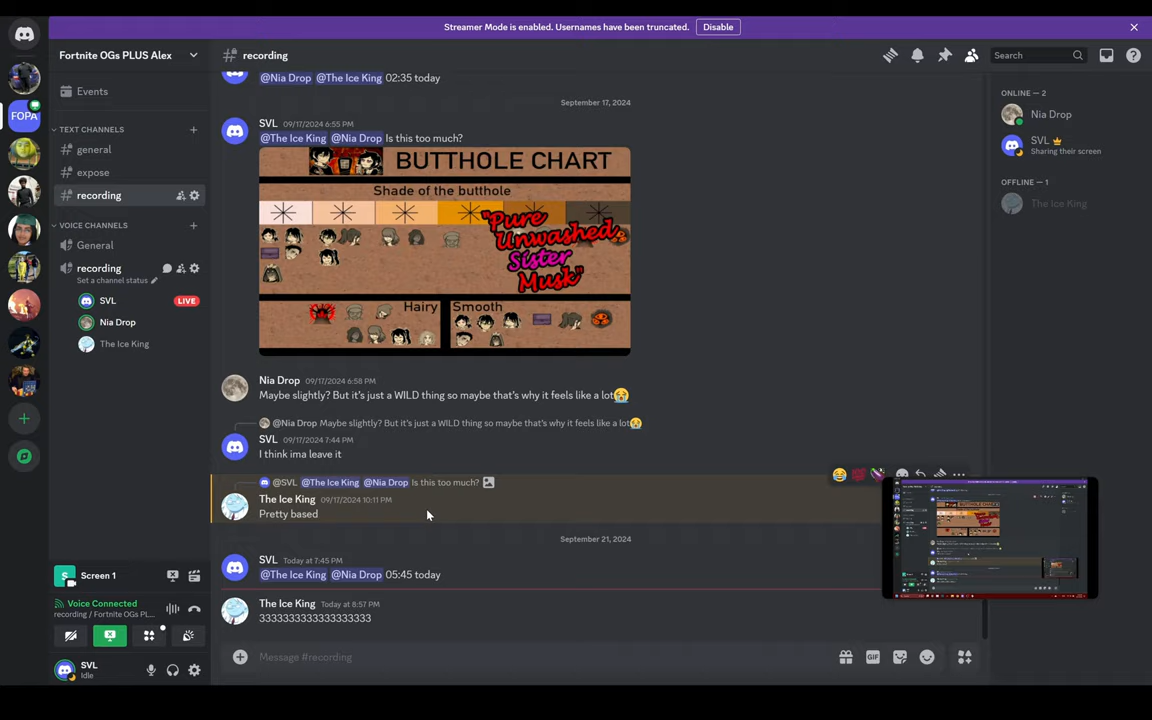 Streamer Mode is enabled. Usernames have been truncated.
Disable
Fortnite OGs PLUS Alex
Events
TEXT CHANNELS
general
expose
recording
VOICE CHANNELS
General
recording
Set a channel status
SVL
LIVE
Nia Drop
The Ice King
FOPA
Screen 1
Voice Connected
recording / Fortnite OGs PL...
SVL
Idle
recording
Search
@Nia Drop @The Ice King 02:35 today
September 17, 2024
SVL 09/17/2024 6:55 PM
@The Ice King @Nia Drop Is this too much?
BUTTHOLE CHART
Shade of the butthole
"Pure
Unwashed
Sister
Musk"
Hairy
Smooth
Nia Drop 09/17/2024 6:58 PM
Maybe slightly? But it's just a WILD thing so maybe that's why it feels like a lot😭
@Nia Drop Maybe slightly? But it's just a WILD thing so maybe that's why it feels like a lot😭
SVL 09/17/2024 7:44 PM
I think ima leave it
@SVL @The Ice King @Nia Drop Is this too much?
The Ice King 09/17/2024 10:11 PM
Pretty based
September 21, 2024
SVL Today at 7:45 PM
@The Ice King @Nia Drop 05:45 today
The Ice King Today at 8:57 PM
33333333333333333333
Message #recording
GIF
ONLINE — 2
Nia Drop
SVL
Sharing their screen
OFFLINE — 1
The Ice King